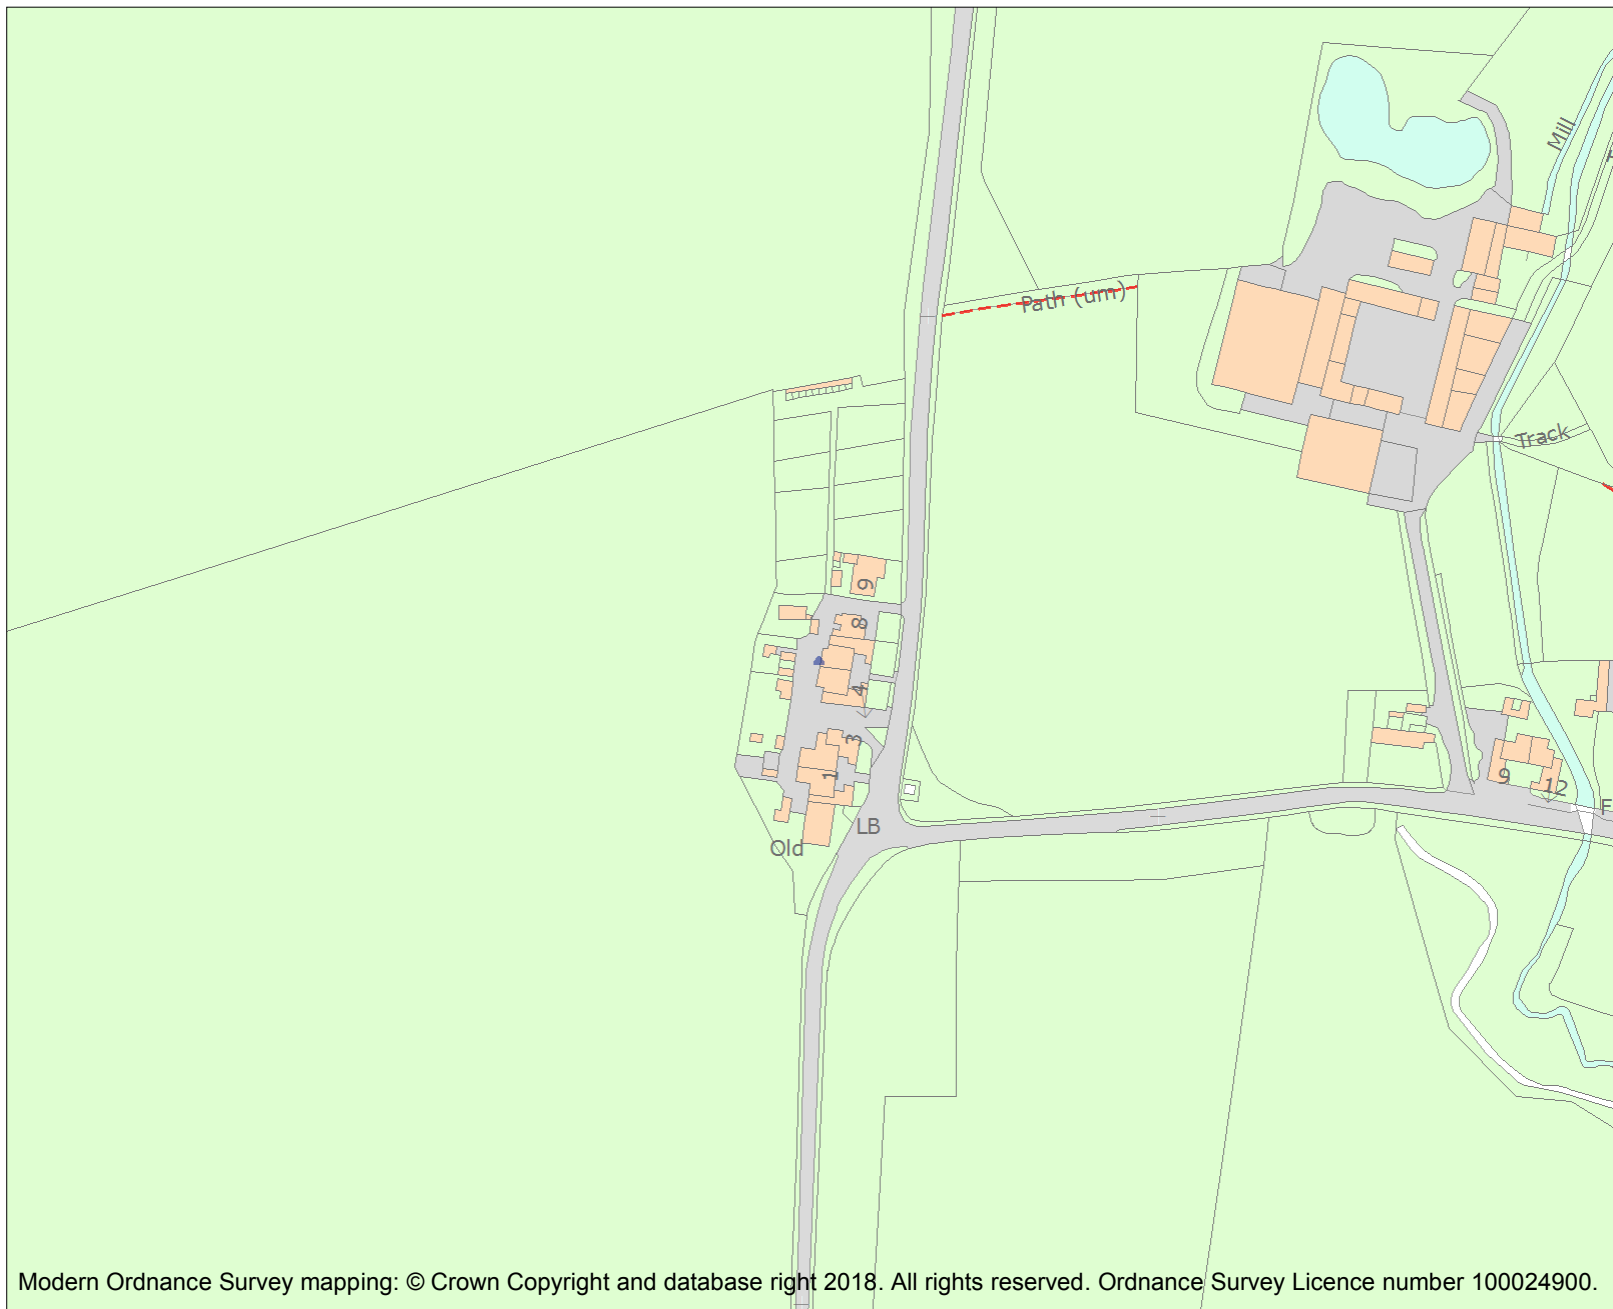 Mill
Path (um)
Track
9
8
4
3
1
9
12
F
LB
Old
Modern Ordnance Survey mapping: © Crown Copyright and database right 2018. All rights reserved. Ordnance Survey Licence number 100024900.